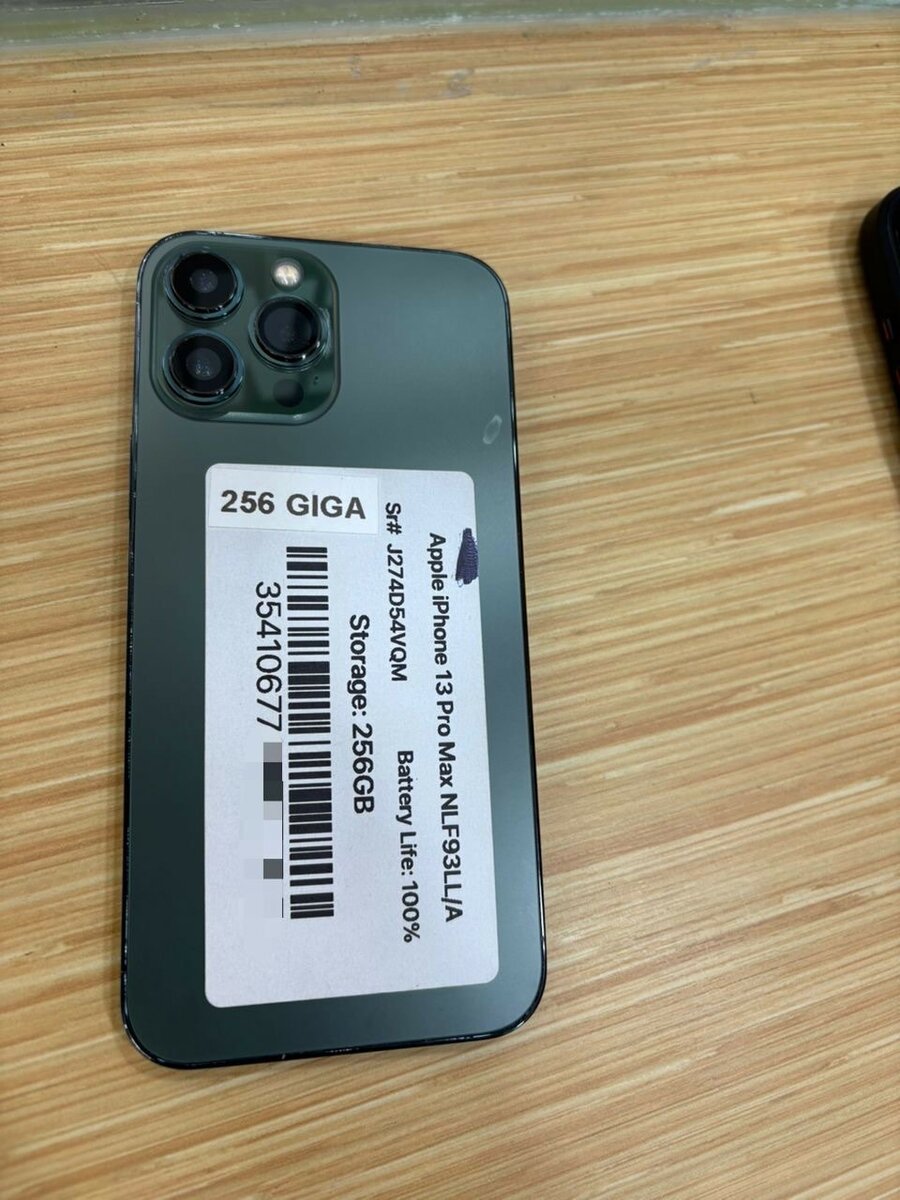 256 GIGA
Apple iPhone 13 Pro Max NLF93LL/A
Sr# J274D54VQM Battery Life: 100%
Storage: 256GB
35410677